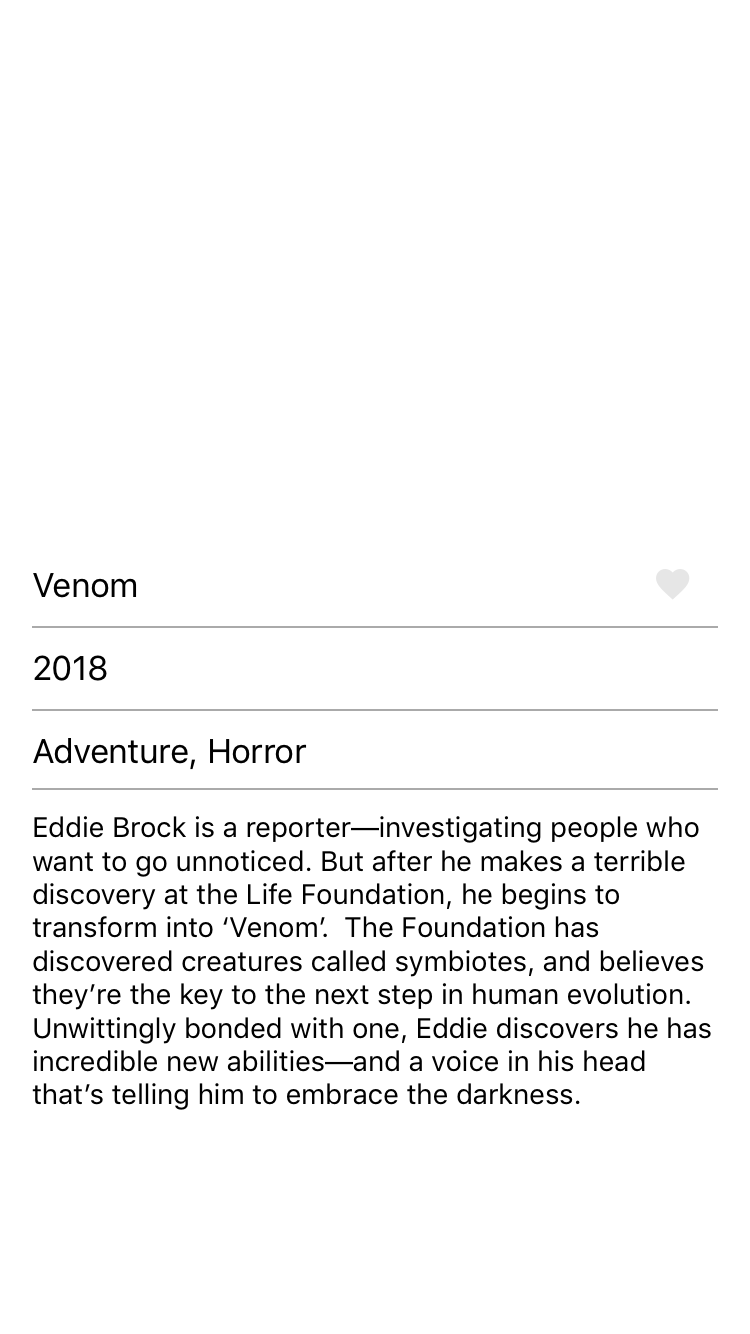 Venom
2018
Adventure, Horror
Eddie Brock is a reporter—investigating people who
want to go unnoticed. But after he makes a terrible
discovery at the Life Foundation, he begins to
transform into ‘Venom’.  The Foundation has
discovered creatures called symbiotes, and believes
they’re the key to the next step in human evolution.
Unwittingly bonded with one, Eddie discovers he has
incredible new abilities—and a voice in his head
that’s telling him to embrace the darkness.